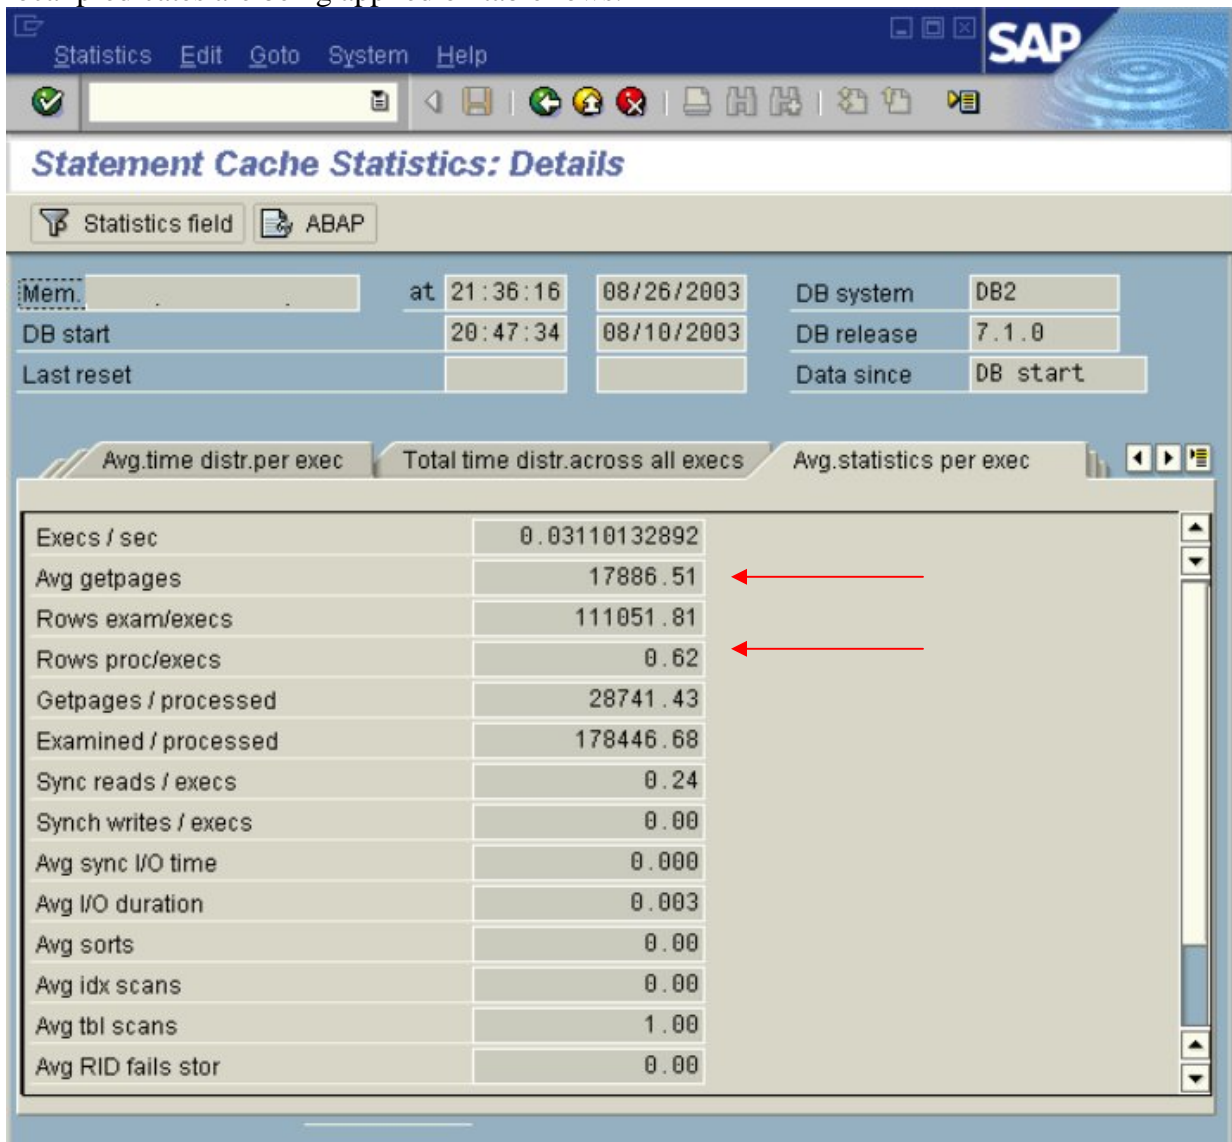 Statistics Edit Goto System Help
SAP
Statement Cache Statistics: Details
Statistics field ABAP
Mem. at 21:36:16 08/26/2003 DB system DB2
DB start 20:47:34 08/10/2003 DB release 7.1.0
Last reset Data since DB start
Avg.time distr.per exec Total time distr.across all execs Avg.statistics per exec
Execs / sec 0.03110132892
Avg getpages 17886.51
Rows exam/execs 111051.81
Rows proc/execs 0.62
Getpages / processed 28741.43
Examined / processed 178446.68
Sync reads / execs 0.24
Synch writes / execs 0.00
Avg sync I/O time 0.000
Avg I/O duration 0.003
Avg sorts 0.00
Avg idx scans 0.00
Avg tbl scans 1.00
Avg RID fails stor 0.00